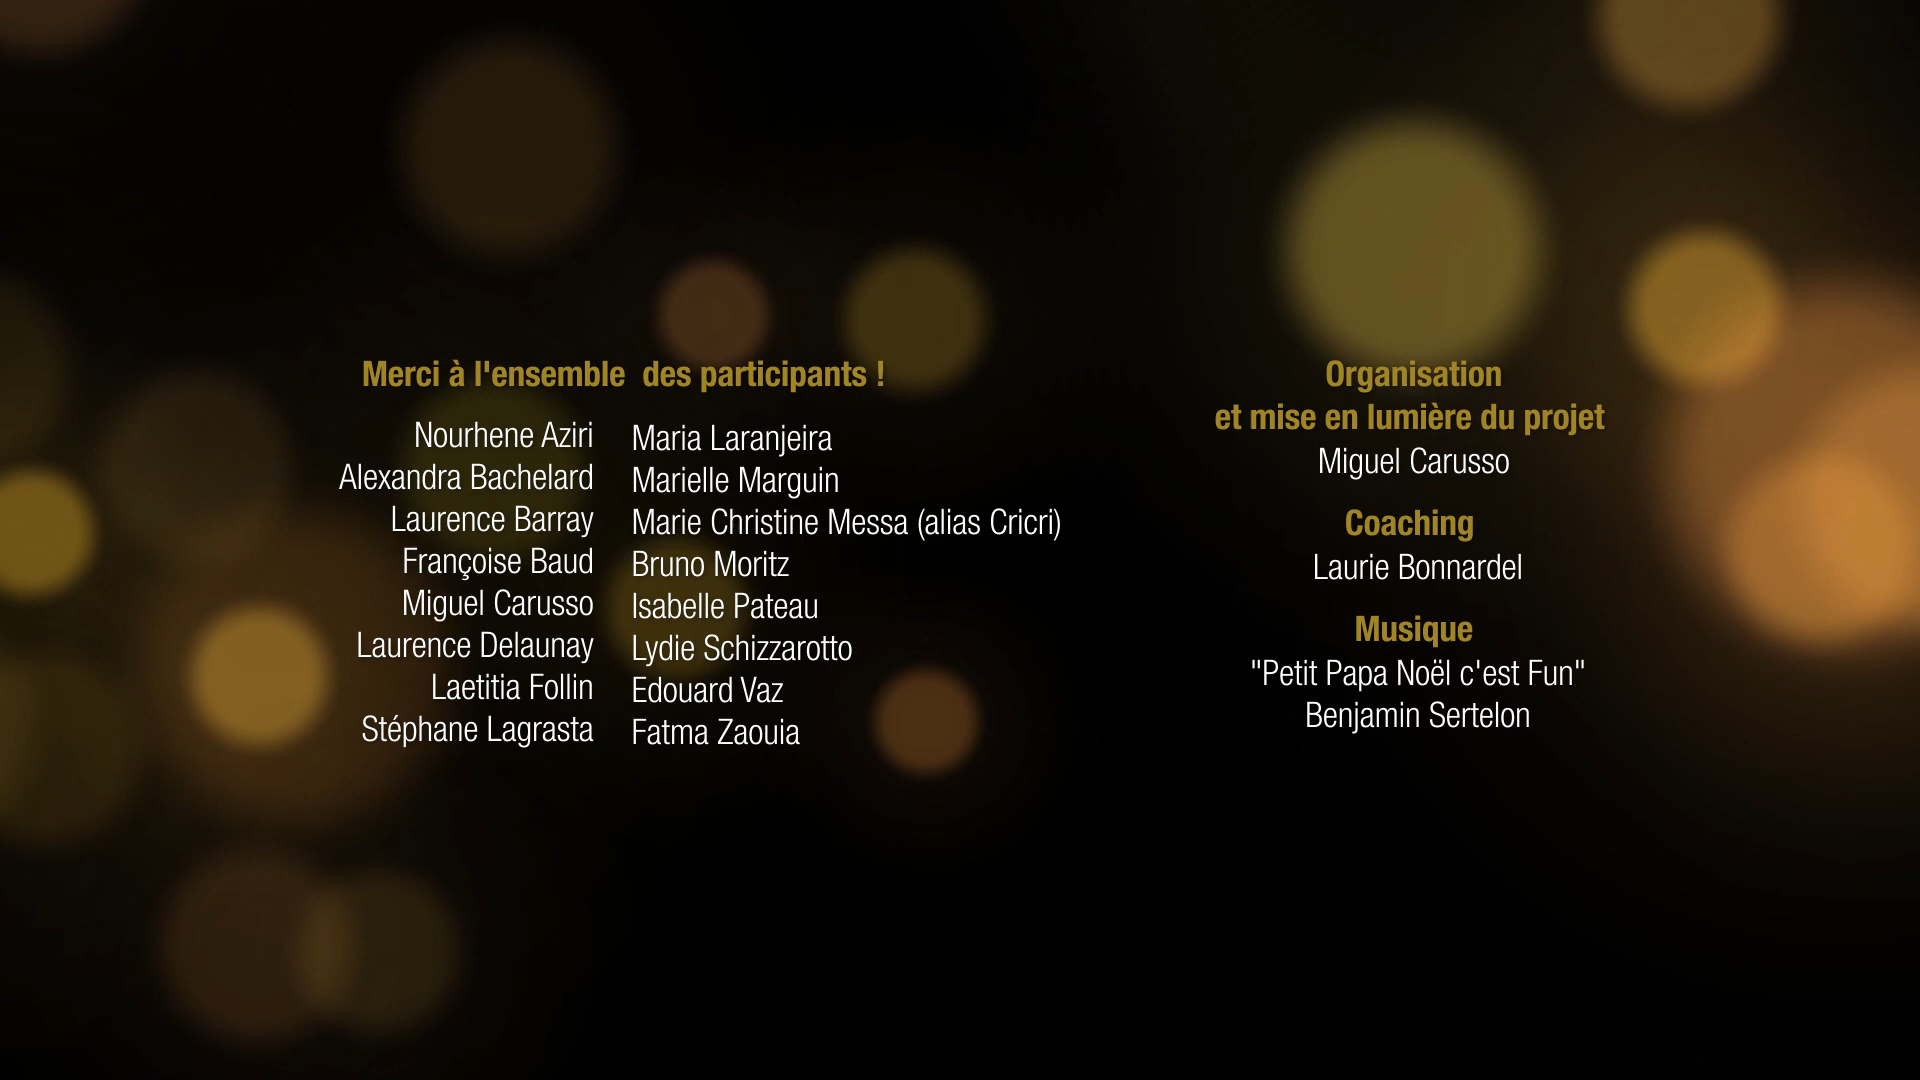 Merci à l'ensemble  des participants !
Nourhene Aziri
Alexandra Bachelard
Laurence Barray
Françoise Baud
Miguel Carusso
Laurence Delaunay
Laetitia Follin
Stéphane Lagrasta
Maria Laranjeira
Marielle Marguin
Marie Christine Messa (alias Cricri)
Bruno Moritz
Isabelle Pateau
Lydie Schizzarotto
Edouard Vaz
Fatma Zaouia
Organisation
et mise en lumière du projet
Miguel Carusso
Coaching
Laurie Bonnardel
Musique
"Petit Papa Noël c'est Fun"
Benjamin Sertelon